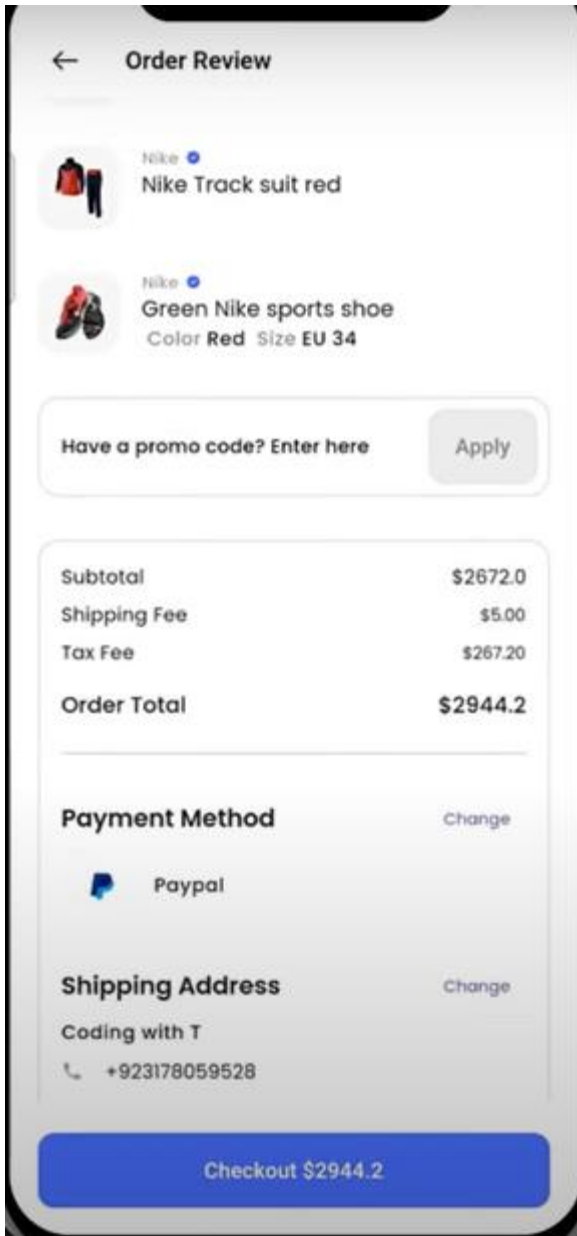 Order Review
Nike
Nike Track suit red
Nike
Green Nike sports shoe
Color Red Size EU 34
Have a promo code? Enter here Apply
Subtotal $2672.0
Shipping Fee $5.00
Tax Fee $267.20
Order Total $2944.2
Payment Method Change
Paypal
Shipping Address Change
Coding with T
+923178059528
Checkout $2944.2